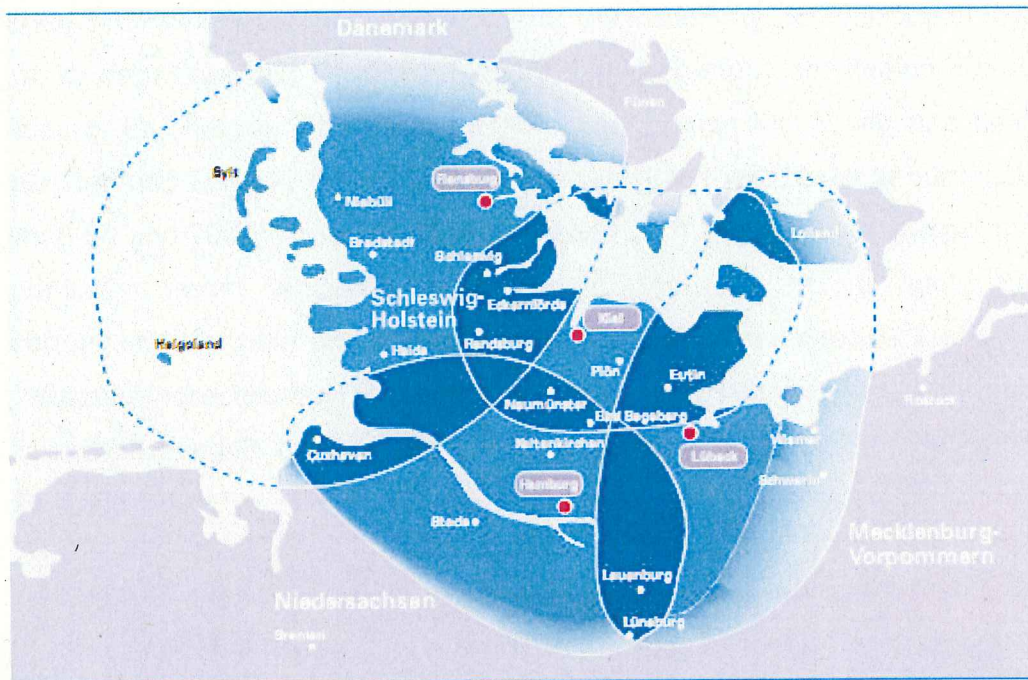 Dänemark
Fünen
Sylt
Flensburg
Niebüll
Bredstedt
Lolland
Schleswig
Eckernförde
Schleswig-
Holstein
Kiel
Helgoland
Rendsburg
Heide
Plön
Eutin
Rostock
Neumünster
Bad Segeberg
Wismar
Cuxhaven
Kaltenkirchen
Lübeck
Hamburg
Schwerin
Stade
Mecklenburg-
Vorpommern
Lauenburg
Niedersachsen
Lüneburg
Bremen